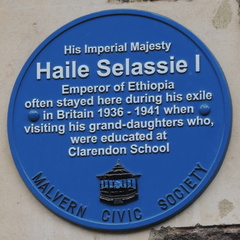 His Imperial Majesty
Haile Selassie I
Emperor of Ethiopia
often stayed here during his exile
in Britain 1936 - 1941 when
visiting his grand-daughters who,
were educated at
Clarendon School
MALVERN CIVIC SOCIETY